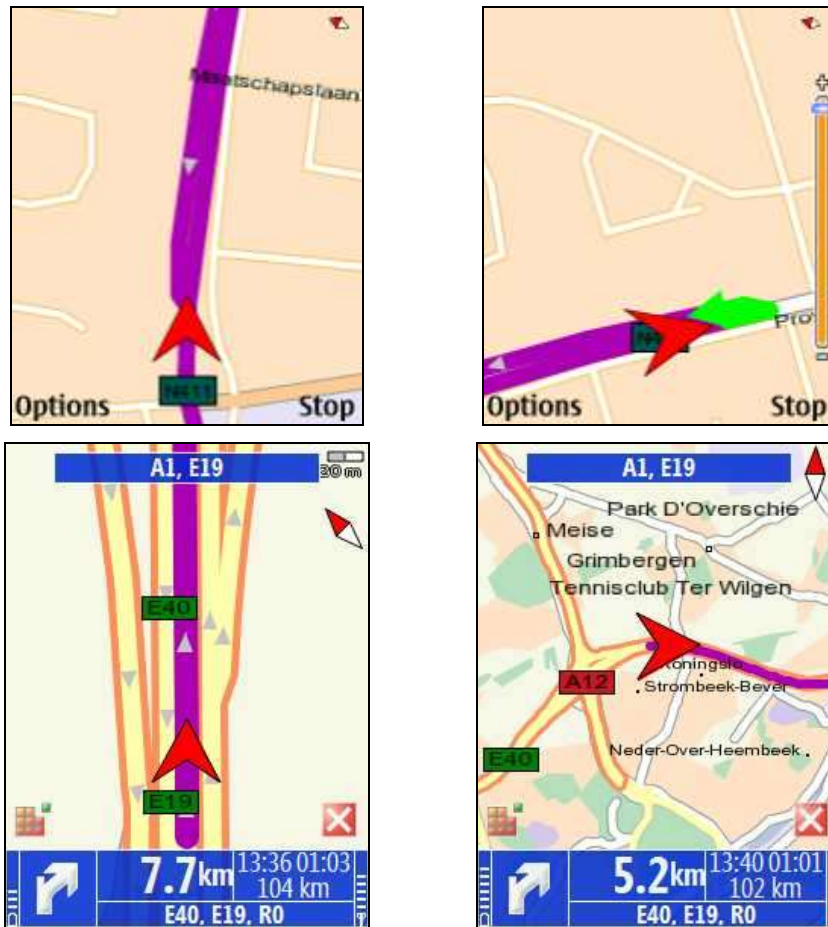 Maatschapslaan
N411
Options Stop
Options Stop
A1, E19
30 m
E40
E19
7.7km 13:36 01:03
104 km
E40, E19, R0
A1, E19
Park D'Overschie
Meise
Grimbergen
Tennisclub Ter Wilgen
A12
Strombeek-Bever
E40
Neder-Over-Heembeek
5.2km 13:40 01:01
102 km
E40, E19, R0